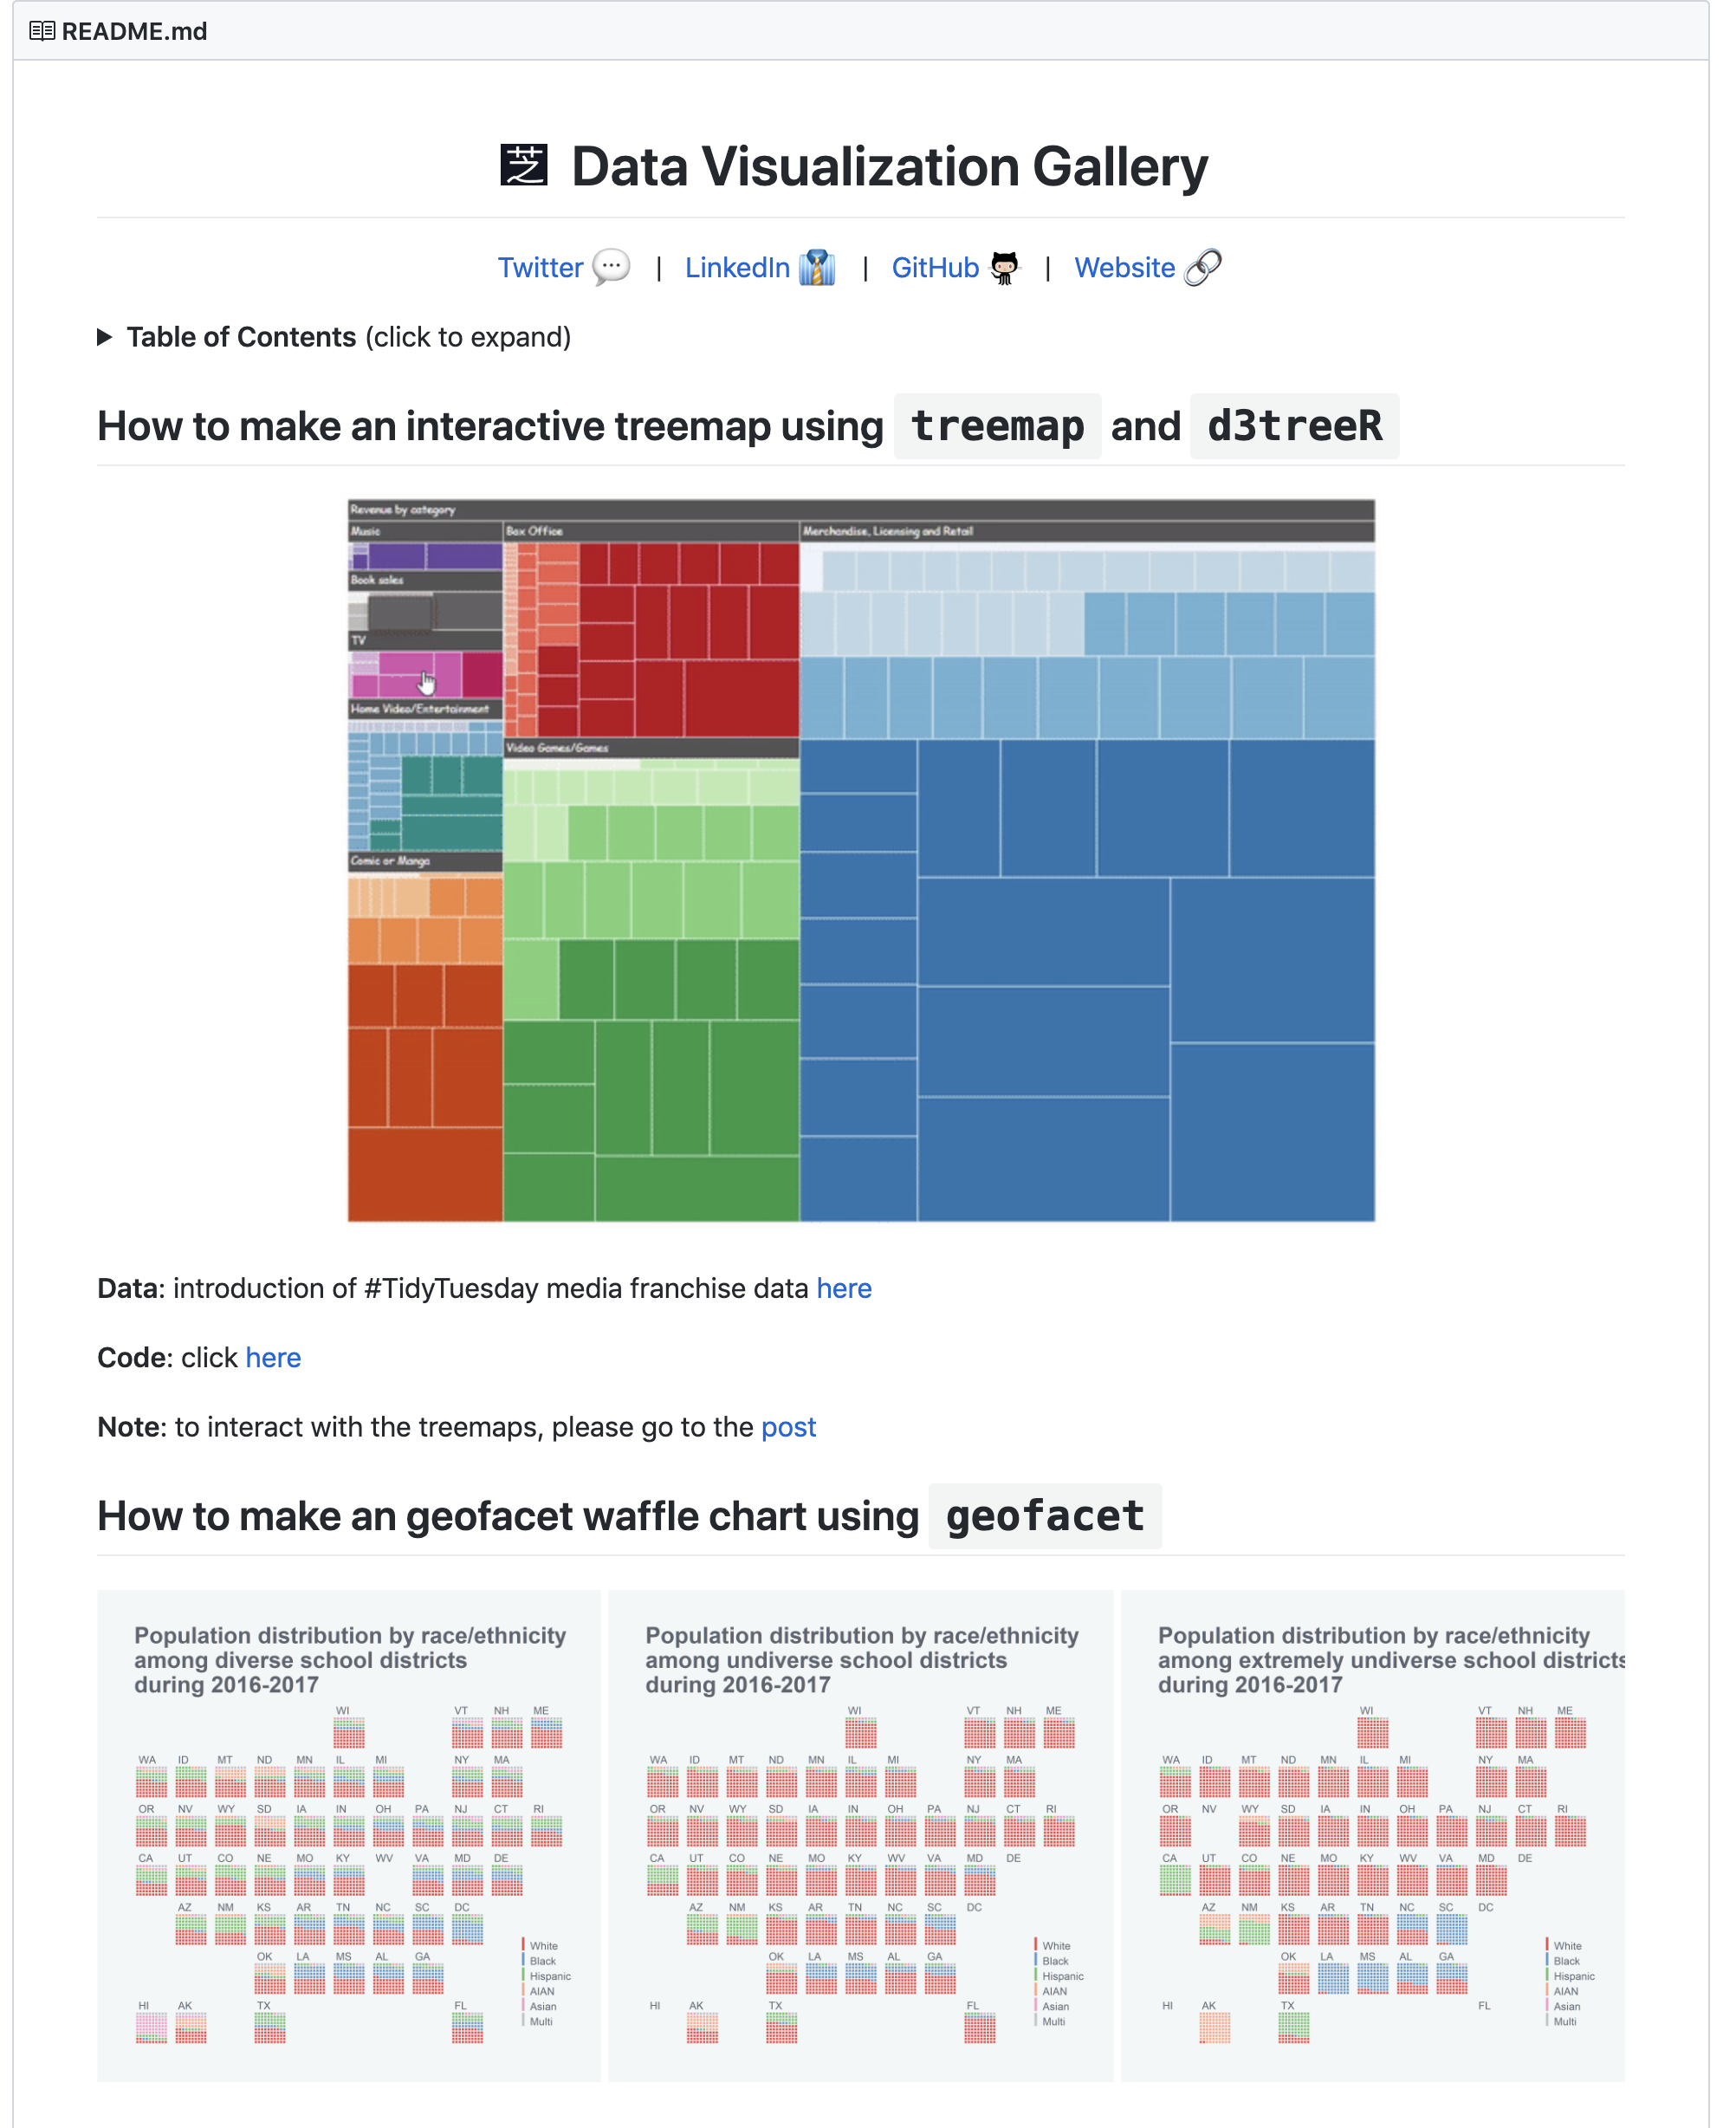 README.md
芝 Data Visualization Gallery
Twitter 💬 | LinkedIn 👔 | GitHub | Website 🔗
▶ Table of Contents (click to expand)
How to make an interactive treemap using treemap and d3treeR
Revenue by category
Music
Box Office
Merchandise, Licensing and Retail
Book sales
TV
Home Video/Entertainment
Video Games/Games
Comic or Manga
Data: introduction of #TidyTuesday media franchise data here
Code: click here
Note: to interact with the treemaps, please go to the post
How to make an geofacet waffle chart using geofacet
Population distribution by race/ethnicity
among diverse school districts
during 2016-2017
WI VT NH ME
WA ID MT ND MN IL MI NY MA
OR NV WY SD IA IN OH PA NJ CT RI
CA UT CO NE MO KY WV VA MD DE
AZ NM KS AR TN NC SC DC
OK LA MS AL GA
HI AK TX FL
White
Black
Hispanic
AIAN
Asian
Multi
Population distribution by race/ethnicity
among undiverse school districts
during 2016-2017
WI VT NH ME
WA ID MT ND MN IL MI NY MA
OR NV WY SD IA IN OH PA NJ CT RI
CA UT CO NE MO KY WV VA MD DE
AZ NM KS AR TN NC SC DC
OK LA MS AL GA
HI AK TX FL
White
Black
Hispanic
AIAN
Asian
Multi
Population distribution by race/ethnicity
among extremely undiverse school districts
during 2016-2017
WI VT NH ME
WA ID MT ND MN IL MI NY MA
OR NV WY SD IA IN OH PA NJ CT RI
CA UT CO NE MO KY WV VA MD DE
AZ NM KS AR TN NC SC DC
OK LA MS AL GA
HI AK TX FL
White
Black
Hispanic
AIAN
Asian
Multi